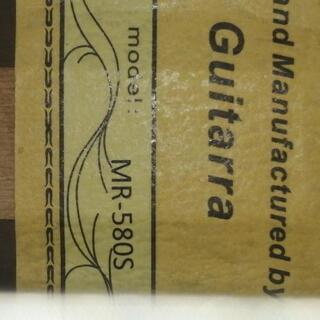 and Manufactured by
Guitarra
model: MR-580S